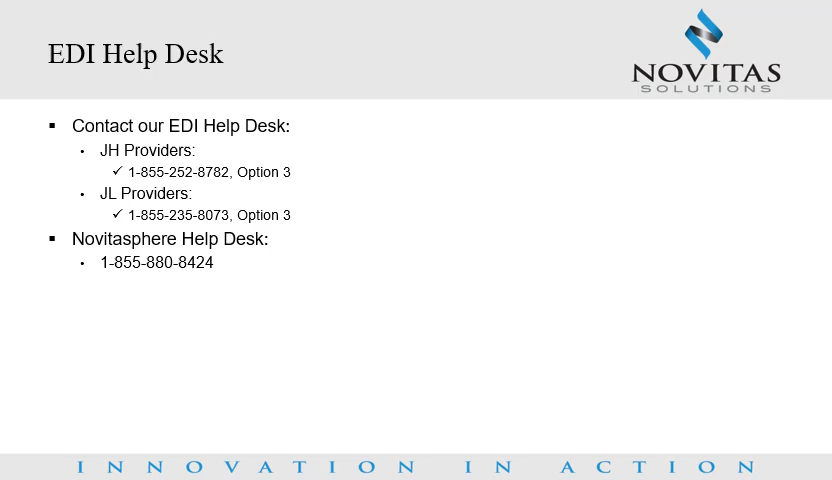 EDI Help Desk
NOVITAS
SOLUTIONS
▪ Contact our EDI Help Desk:
• JH Providers:
✓ 1-855-252-8782, Option 3
• JL Providers:
✓ 1-855-235-8073, Option 3
▪ Novitasphere Help Desk:
• 1-855-880-8424
INNOVATION IN ACTION